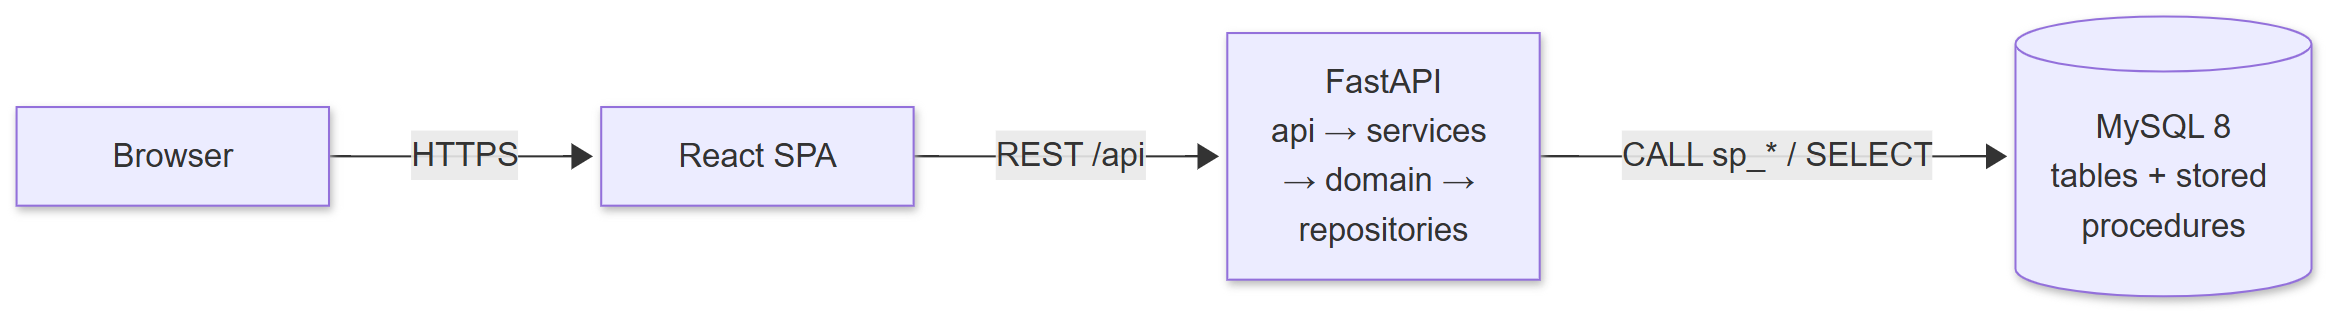 Browser
HTTPS
React SPA
REST /api
FastAPI
api → services
→ domain →
repositories
CALL sp_* / SELECT
MySQL 8
tables + stored
procedures